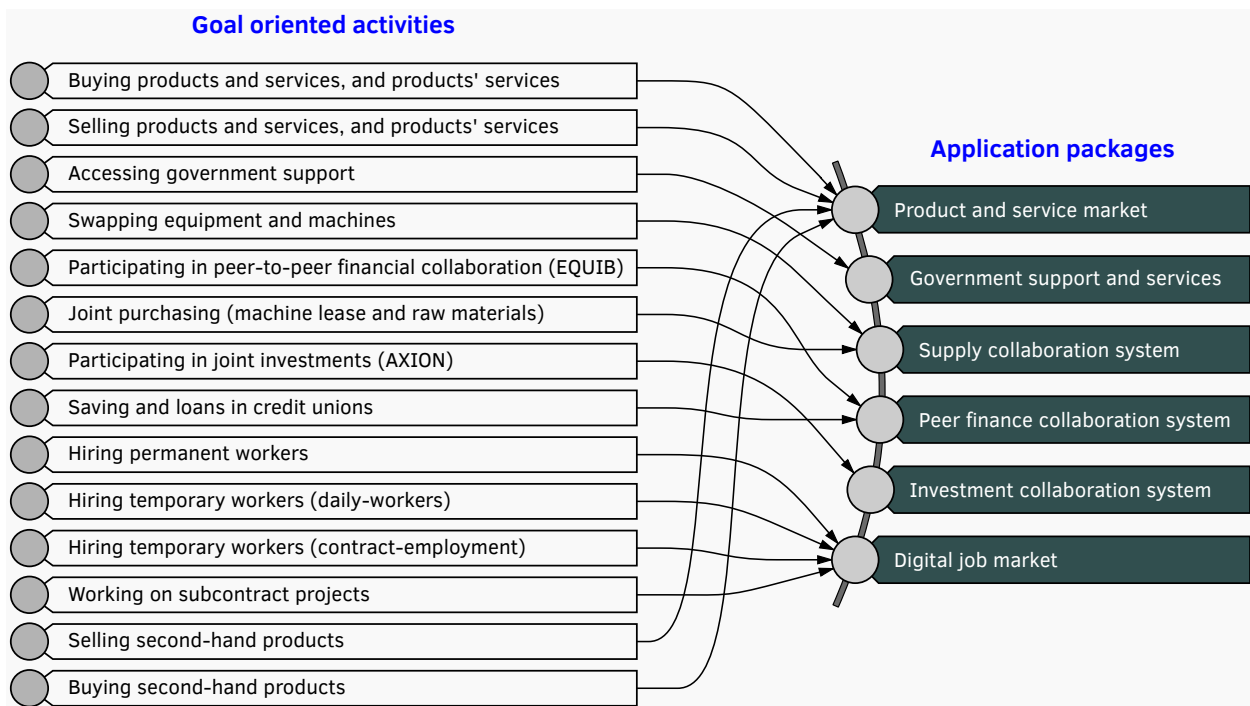 Goal oriented activities
Buying products and services, and products' services
Selling products and services, and products' services
Accessing government support
Swapping equipment and machines
Participating in peer-to-peer financial collaboration (EQUIB)
Joint purchasing (machine lease and raw materials)
Participating in joint investments (AXION)
Saving and loans in credit unions
Hiring permanent workers
Hiring temporary workers (daily-workers)
Hiring temporary workers (contract-employment)
Working on subcontract projects
Selling second-hand products
Buying second-hand products
Application packages
Product and service market
Government support and services
Supply collaboration system
Peer finance collaboration system
Investment collaboration system
Digital job market